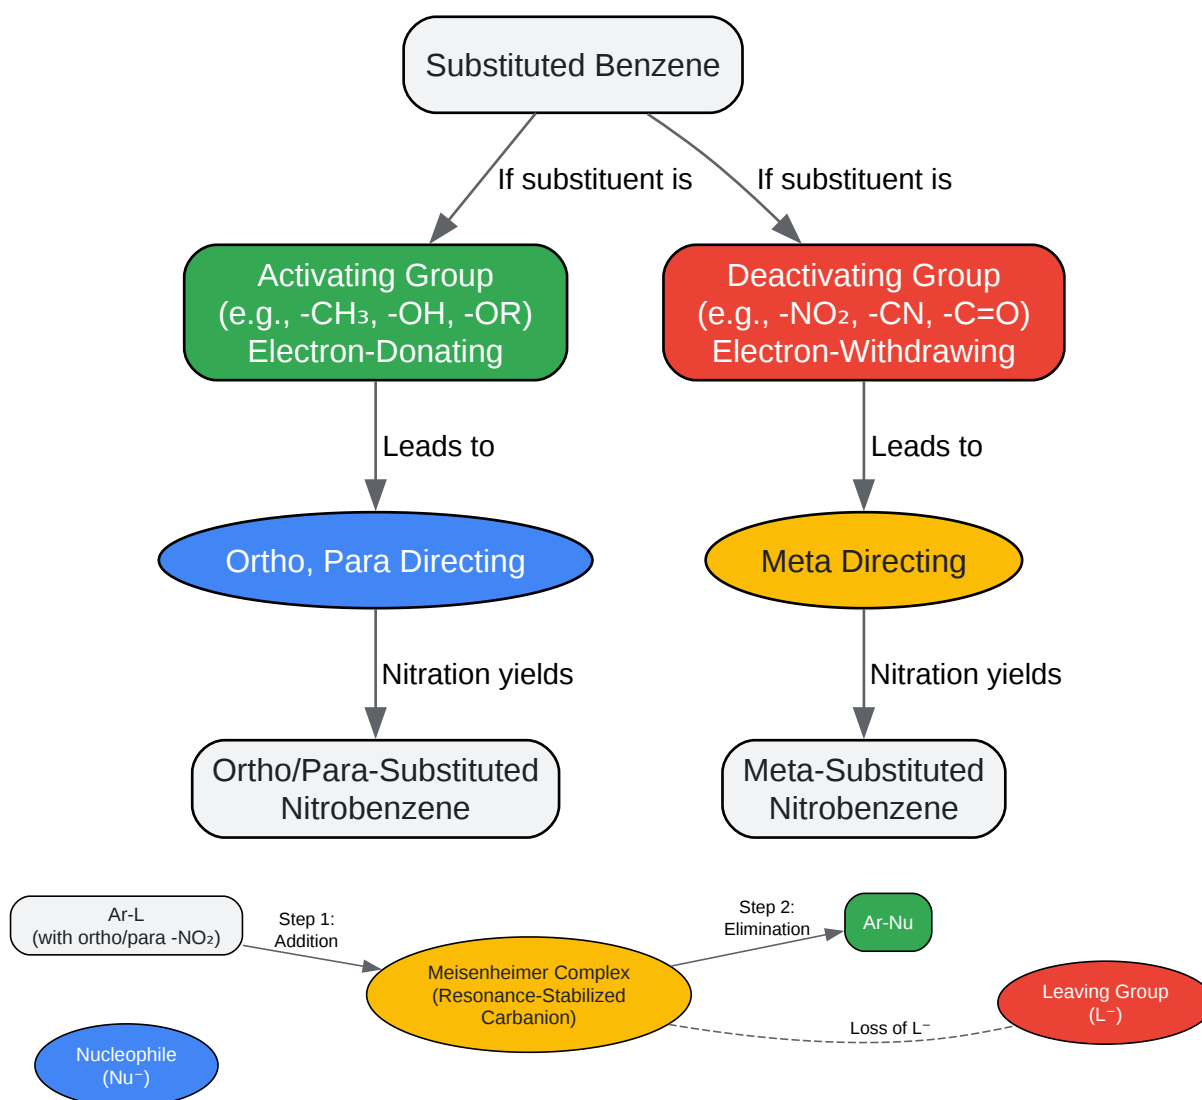 Substituted Benzene
If substituent is
If substituent is
Activating Group
(e.g., -CH₃, -OH, -OR)
Electron-Donating
Deactivating Group
(e.g., -NO₂, -CN, -C=O)
Electron-Withdrawing
Leads to
Leads to
Ortho, Para Directing
Meta Directing
Nitration yields
Nitration yields
Ortho/Para-Substituted
Nitrobenzene
Meta-Substituted
Nitrobenzene
Ar-L
(with ortho/para -NO₂)
Step 1:
Addition
Meisenheimer Complex
(Resonance-Stabilized
Carbanion)
Step 2:
Elimination
Ar-Nu
Loss of L⁻
Leaving Group
(L⁻)
Nucleophile
(Nu⁻)